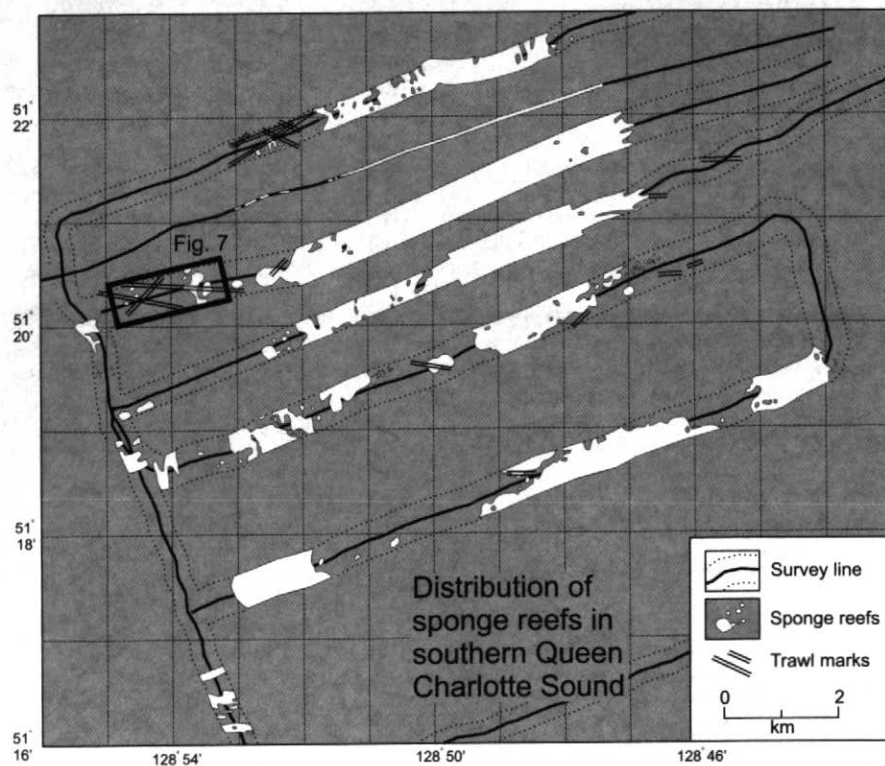 51°
22'
Fig. 7
51°
20'
51°
18'
51°
16'
128° 54'
128° 50'
128° 46'
Distribution of
sponge reefs in
southern Queen
Charlotte Sound
Survey line
Sponge reefs
Trawl marks
0 2
km